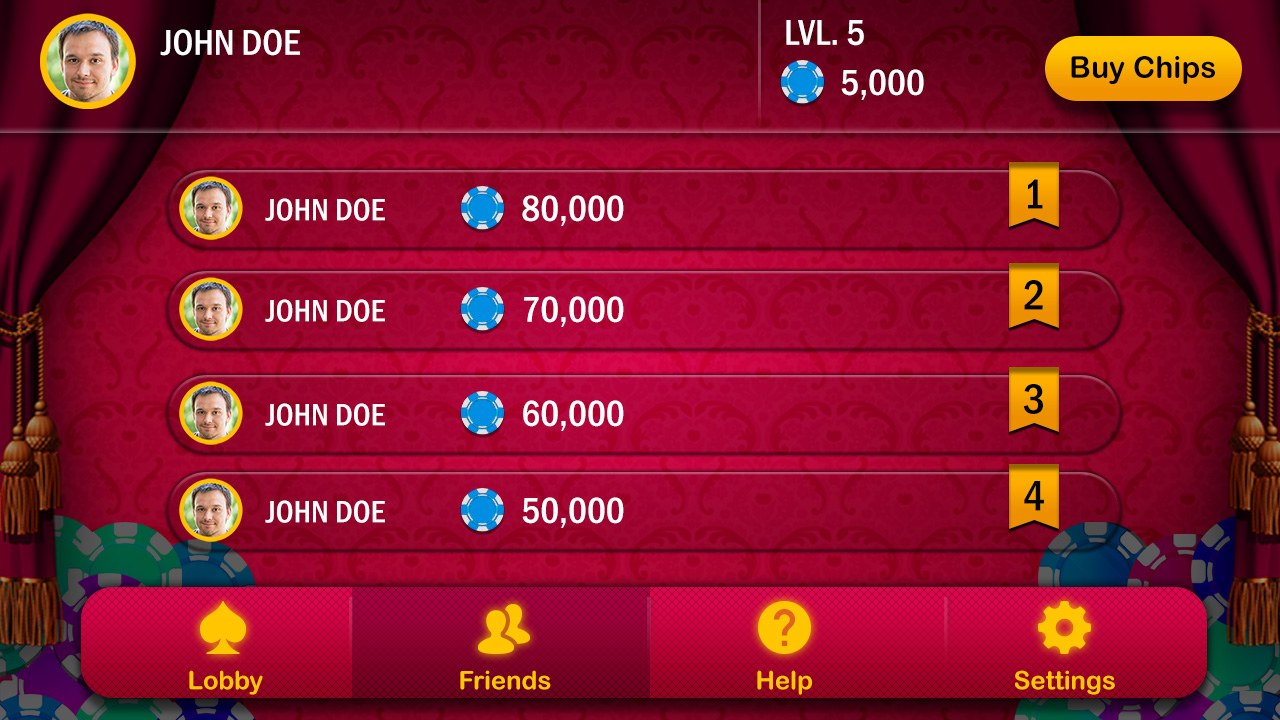 JOHN DOE
LVL. 5
5,000
Buy Chips
JOHN DOE 80,000 1
JOHN DOE 70,000 2
JOHN DOE 60,000 3
JOHN DOE 50,000 4
Lobby Friends Help Settings